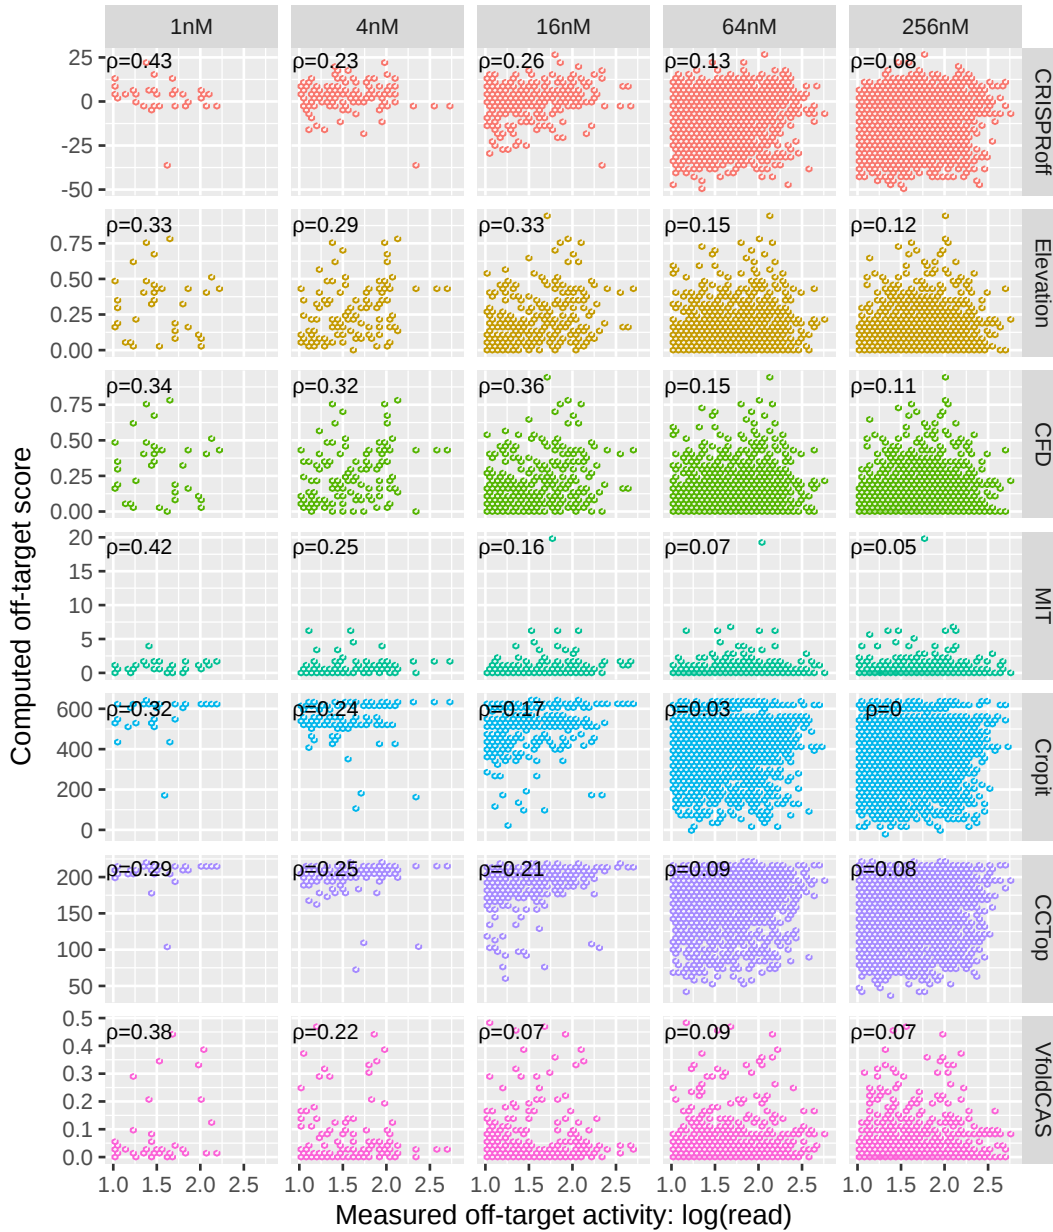 1nM 4nM 16nM 64nM 256nM
ρ=0.43 ρ=0.23 ρ=0.26 ρ=0.13 ρ=0.08
25
0
-25
-50
CRISPRoff
ρ=0.33 ρ=0.29 ρ=0.33 ρ=0.15 ρ=0.12
0.75
0.50
0.25
0.00
Elevation
ρ=0.34 ρ=0.32 ρ=0.36 ρ=0.15 ρ=0.11
0.75
0.50
0.25
0.00
CFD
Computed off-target score
ρ=0.42 ρ=0.25 ρ=0.16 ρ=0.07 ρ=0.05
20
15
10
5
0
MIT
ρ=0.32 ρ=0.24 ρ=0.17 ρ=0.03 ρ=0
600
400
200
0
Cropit
ρ=0.29 ρ=0.25 ρ=0.21 ρ=0.09 ρ=0.08
200
150
100
50
CCTop
ρ=0.38 ρ=0.22 ρ=0.07 ρ=0.09 ρ=0.07
0.5
0.4
0.3
0.2
0.1
0.0
VfoldCAS
1.0 1.5 2.0 2.5 1.0 1.5 2.0 2.5 1.0 1.5 2.0 2.5 1.0 1.5 2.0 2.5 1.0 1.5 2.0 2.5
Measured off-target activity: log(read)